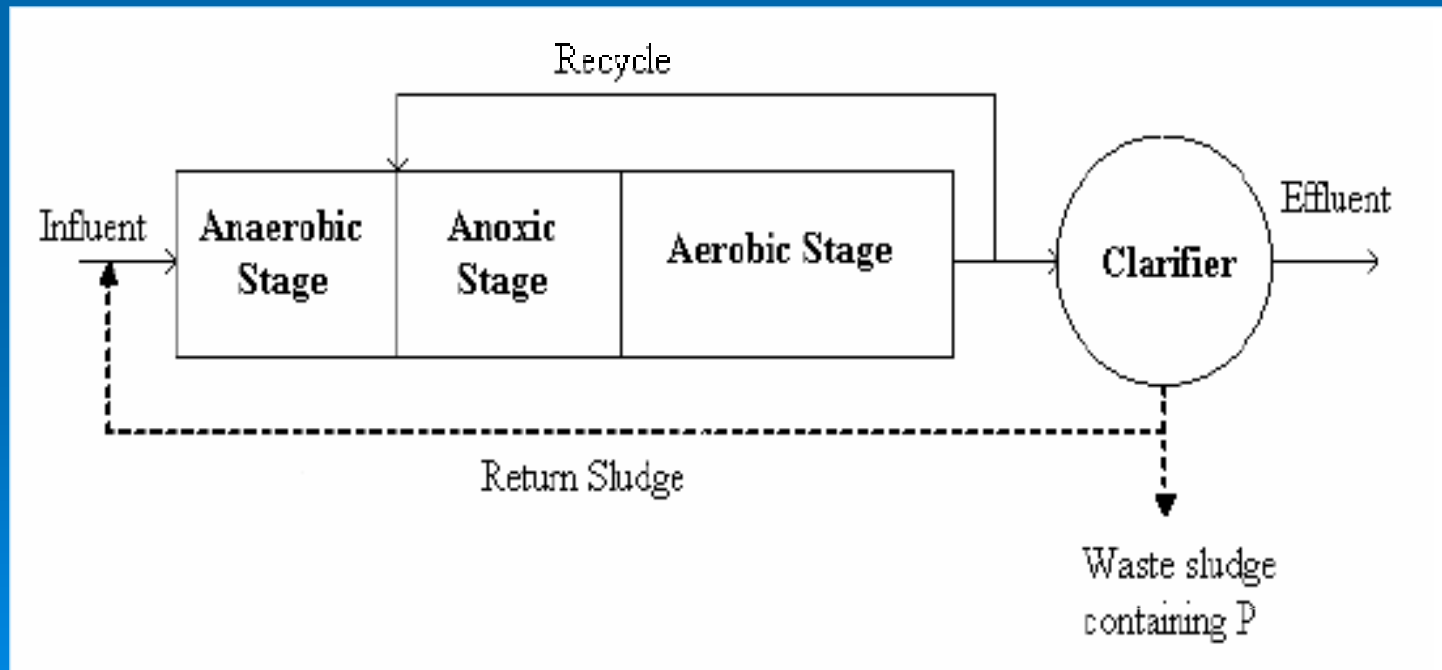 Recycle
Influent
Anaerobic
Stage
Anoxic
Stage
Aerobic Stage
Clarifier
Effluent
Return Sludge
Waste sludge
containing P